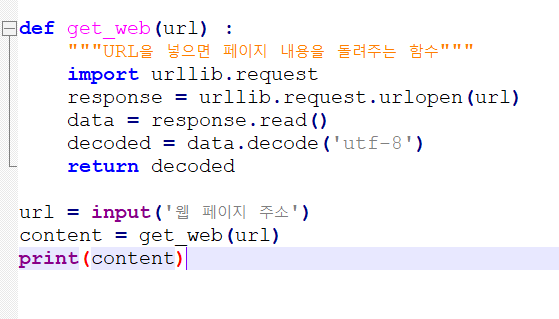 def get_web(url) :
    """URL을 넣으면 페이지 내용을 돌려주는 함수"""
    import urllib.request
    response = urllib.request.urlopen(url)
    data = response.read()
    decoded = data.decode('utf-8')
    return decoded
url = input('웹 페이지 주소')
content = get_web(url)
print(content)